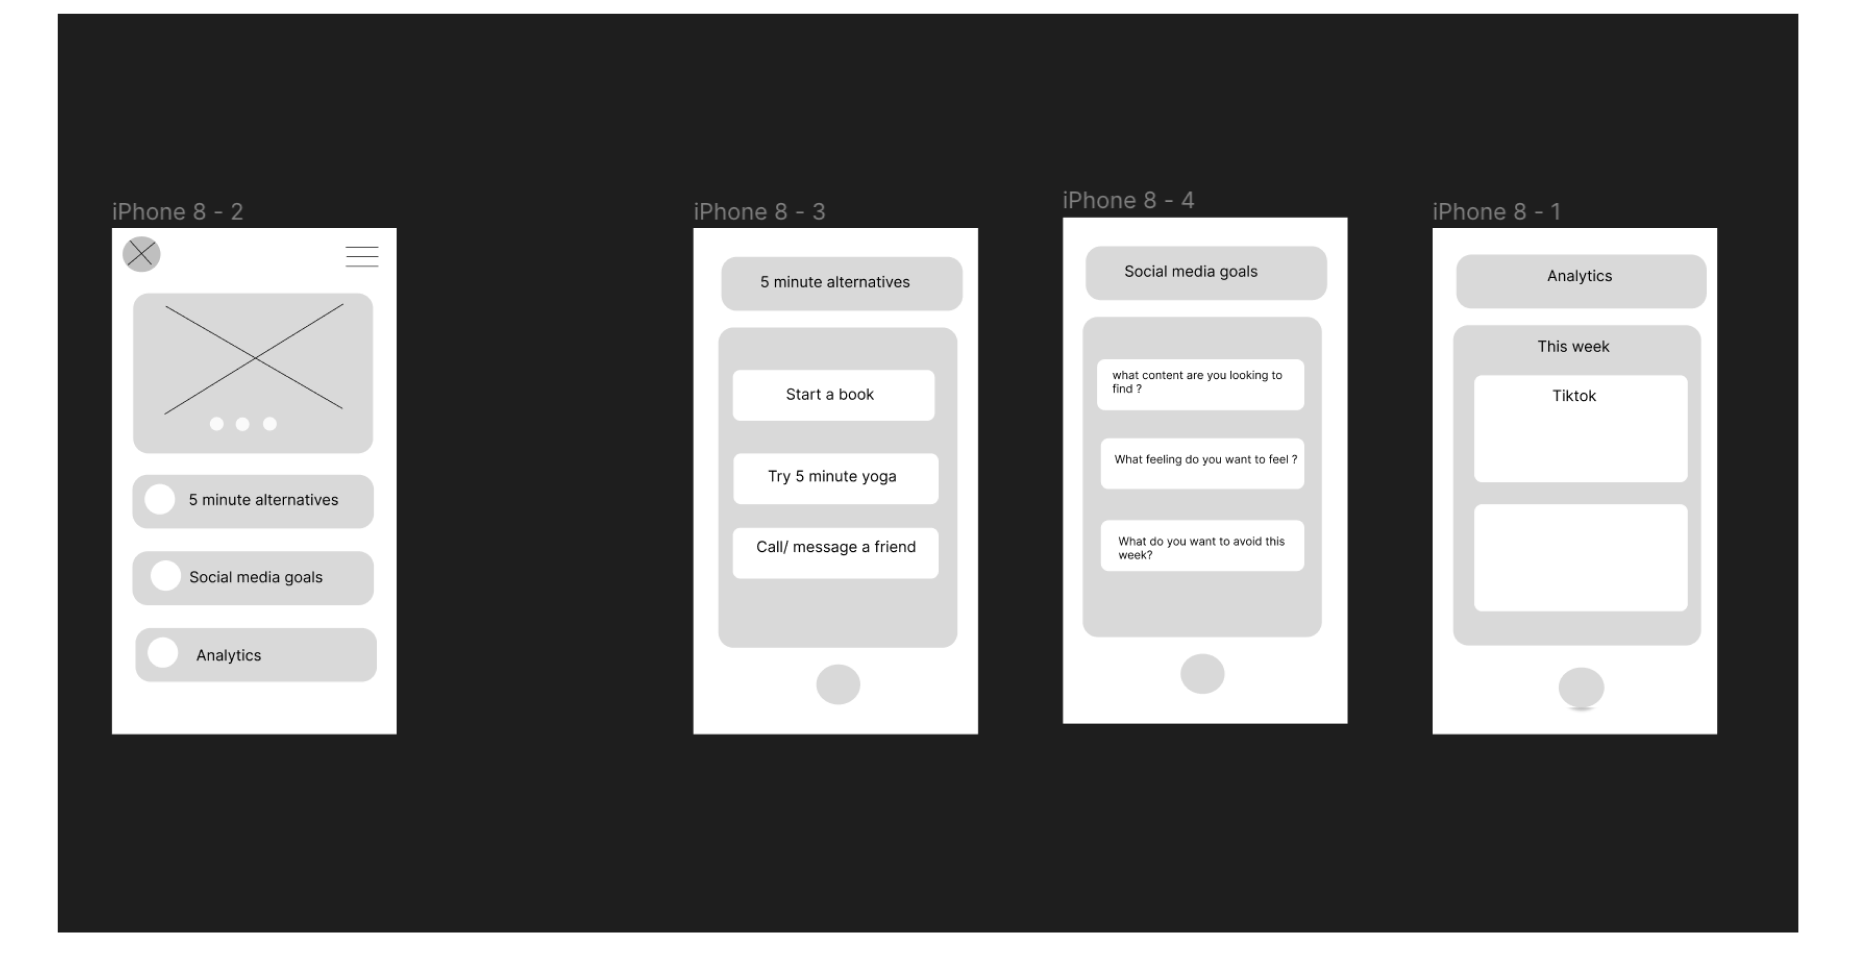 iPhone 8 - 2
5 minute alternatives
Social media goals
Analytics
iPhone 8 - 3
5 minute alternatives
Start a book
Try 5 minute yoga
Call/ message a friend
iPhone 8 - 4
Social media goals
what content are you looking to
find ?
What feeling do you want to feel ?
What do you want to avoid this
week?
iPhone 8 - 1
Analytics
This week
Tiktok